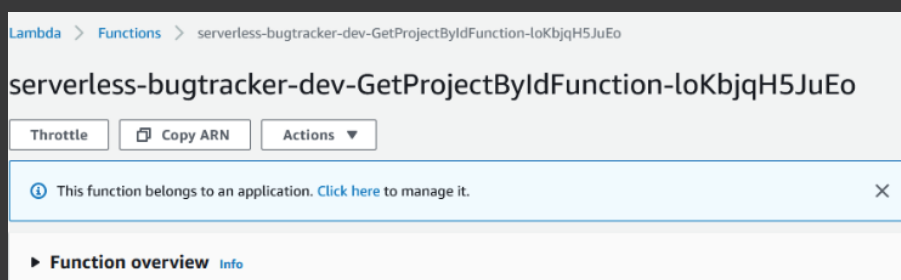 Lambda > Functions > serverless-bugtracker-dev-GetProjectByIdFunction-loKbjqH5JuEo
serverless-bugtracker-dev-GetProjectByIdFunction-loKbjqH5JuEo
Throttle Copy ARN Actions ▼
This function belongs to an application. Click here to manage it.
▶ Function overview Info